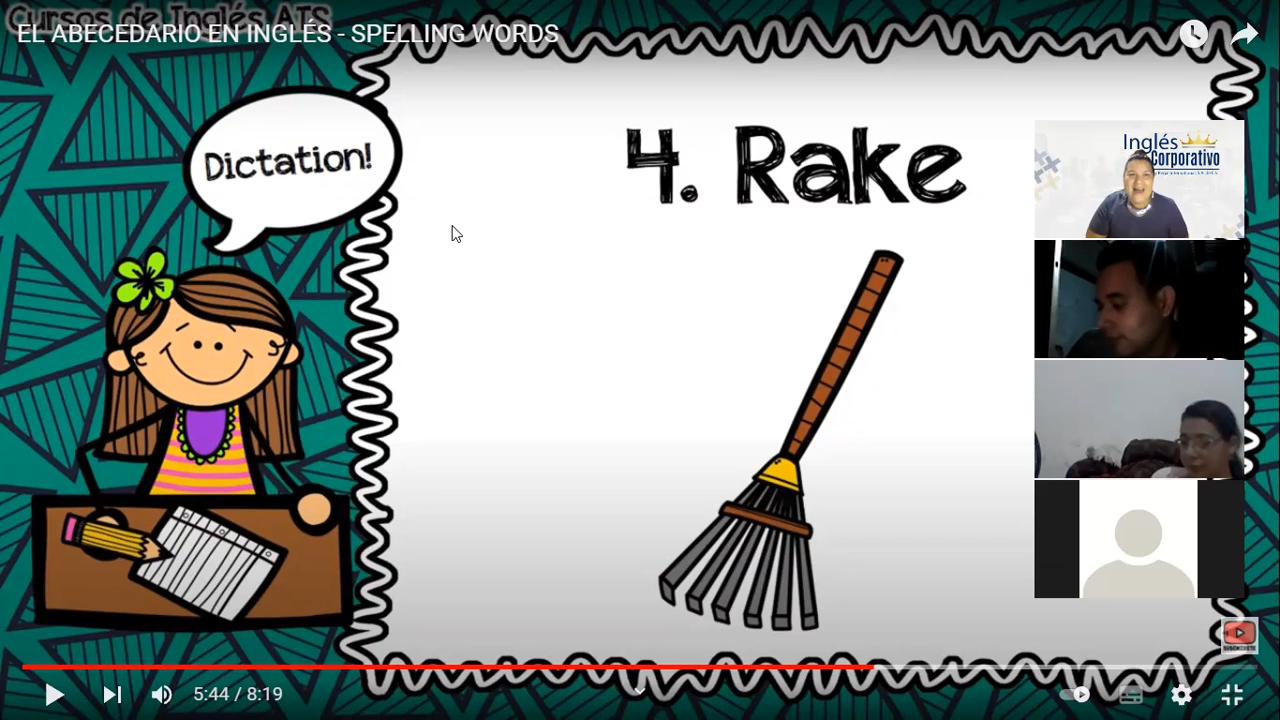 Cursos de Inglés ATS
EL ABECEDARIO EN INGLÉS - SPELLING WORDS
Dictation!
4. Rake
Inglés
Corporativo
5:44 / 8:19
SUSCRÍBETE